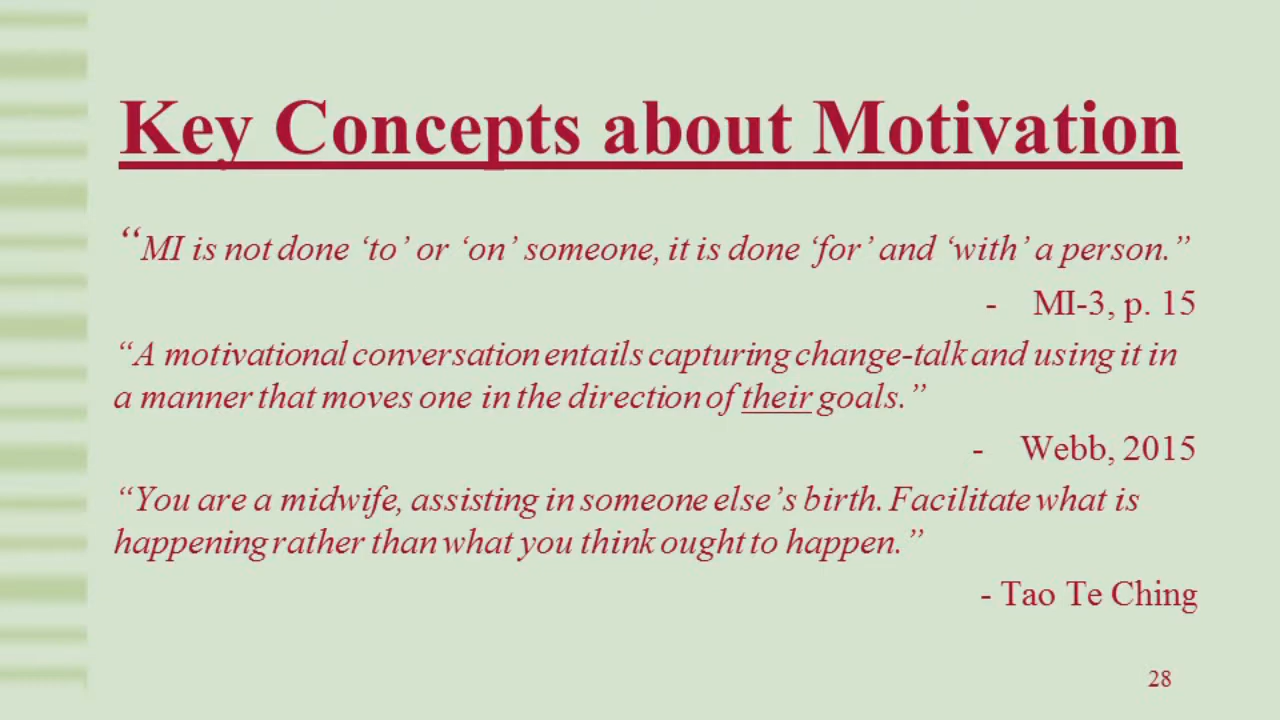 Key Concepts about Motivation
“MI is not done ‘to’ or ‘on’ someone, it is done ‘for’ and ‘with’ a person.”
- MI-3, p. 15
“A motivational conversation entails capturing change-talk and using it in
a manner that moves one in the direction of their goals.”
- Webb, 2015
“You are a midwife, assisting in someone else’s birth. Facilitate what is
happening rather than what you think ought to happen.”
- Tao Te Ching
28